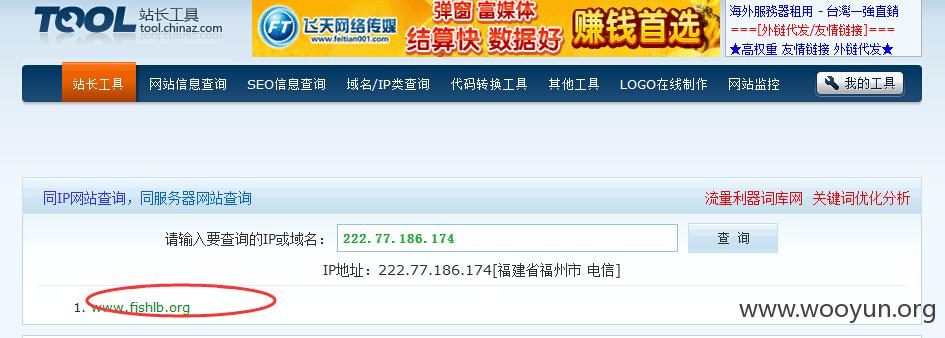 TOOL 站长工具
tool.chinaz.com
FT 飞天网络传媒
www.feitian001.com
弹窗 富媒体
结算快 数据好
赚钱首选
海外服務器租用 - 台灣一強直銷
===[外链代发/友情链接]===
★高权重 友情链接 外链代发★
站长工具 网站信息查询 SEO信息查询 域名/IP类查询 代码转换工具 其他工具 LOGO在线制作 网站监控 我的工具
同IP网站查询，同服务器网站查询 流量利器词库网 关键词优化分析
请输入要查询的IP或域名： 222.77.186.174 查 询
IP地址：222.77.186.174[福建省福州市 电信]
1. www.fjshlb.org
www.wooyun.org